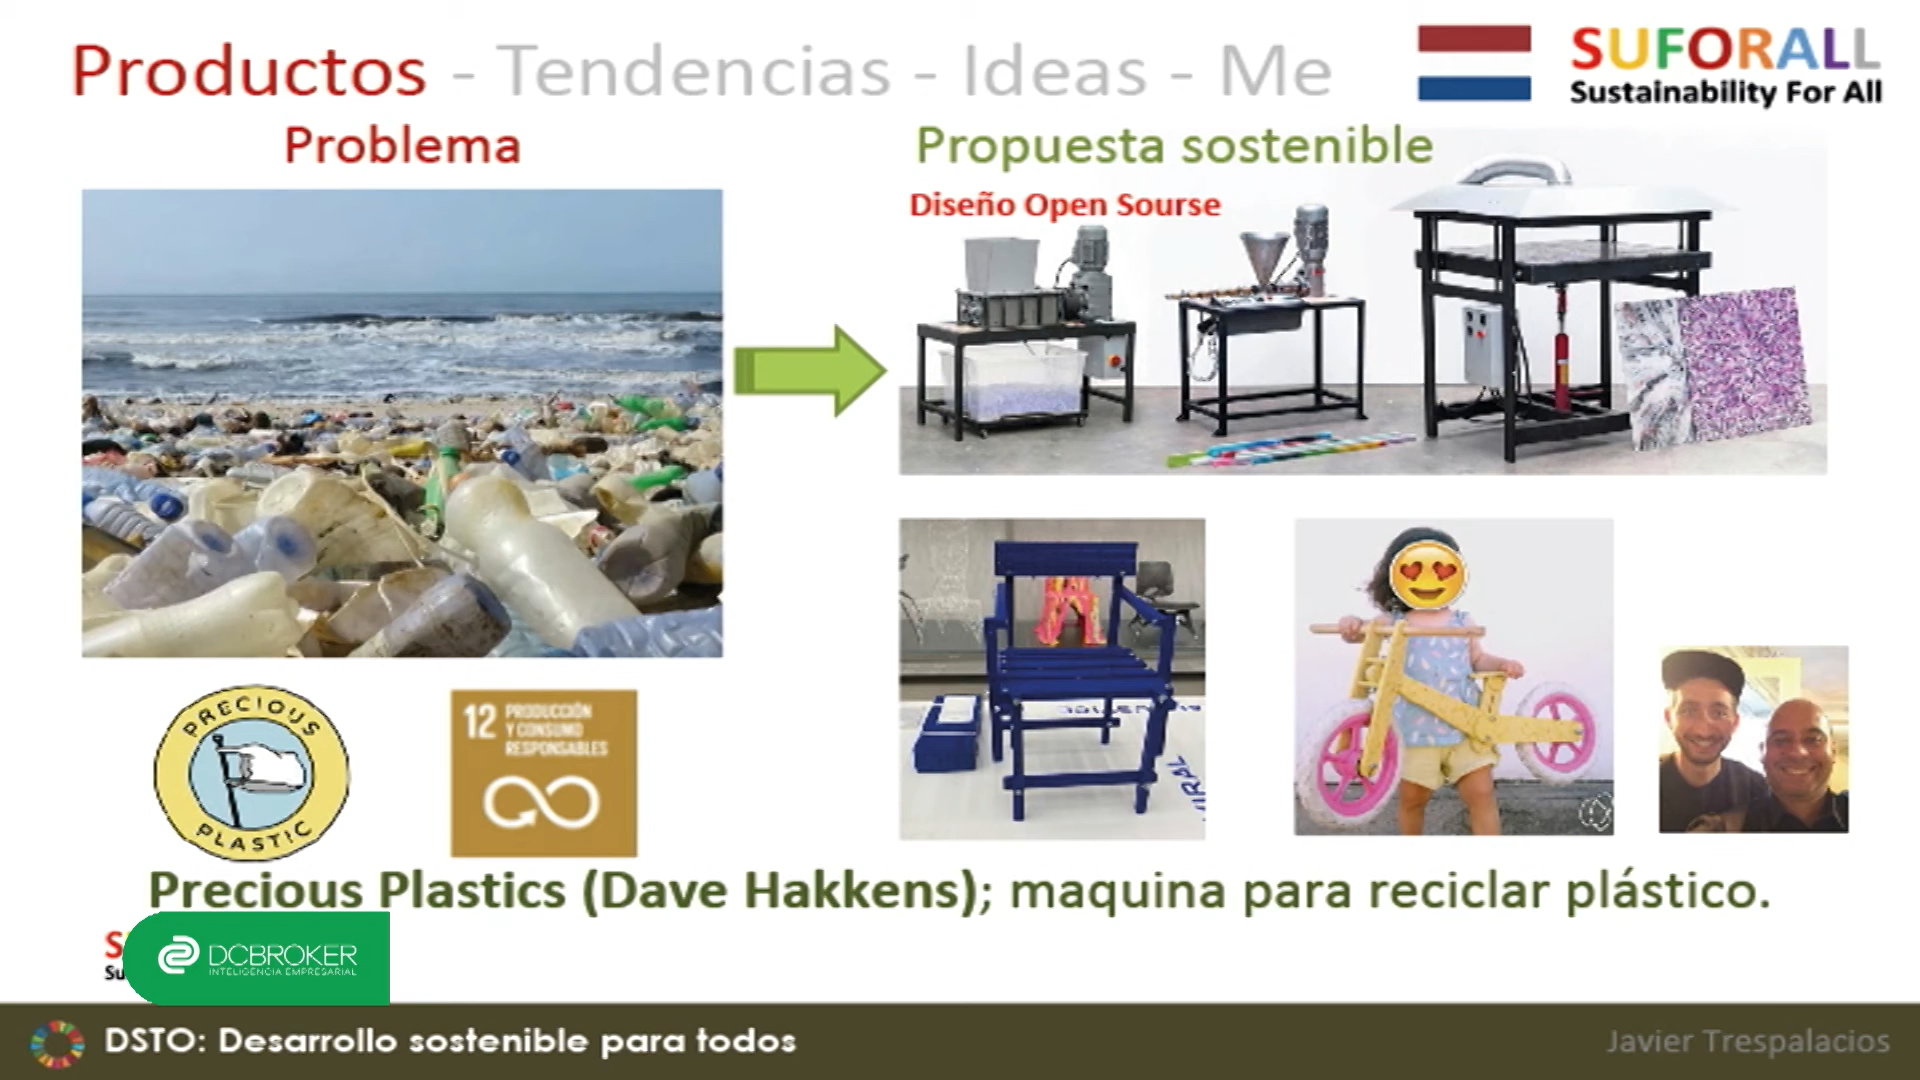 Productos - Tendencias - Ideas - Me
SUFORALL
Sustainability For All
Problema
Propuesta sostenible
Diseño Open Sourse
PRECIOUS
PLASTIC
12 PRODUCCIÓN
Y CONSUMO
RESPONSABLES
Precious Plastics (Dave Hakkens); maquina para reciclar plástico.
S
Su
DCBROKER
INTELIGENCIA EMPRESARIAL
DSTO: Desarrollo sostenible para todos
Javier Trespalacios